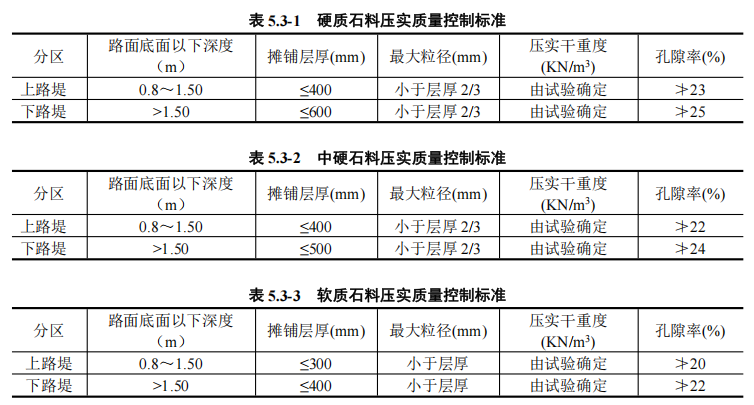 表 5.3-1 硬质石料压实质量控制标准
分区 路面底面以下深度（m） 摊铺层厚(mm) 最大粒径(mm) 压实干重度(KN/m³) 孔隙率(%)
上路堤 0.8～1.50 ≤400 小于层厚 2/3 由试验确定 ≯23
下路堤 >1.50 ≤600 小于层厚 2/3 由试验确定 ≯25
表 5.3-2 中硬石料压实质量控制标准
分区 路面底面以下深度（m） 摊铺层厚(mm) 最大粒径(mm) 压实干重度(KN/m³) 孔隙率(%)
上路堤 0.8～1.50 ≤400 小于层厚 2/3 由试验确定 ≯22
下路堤 >1.50 ≤500 小于层厚 2/3 由试验确定 ≯24
表 5.3-3 软质石料压实质量控制标准
分区 路面底面以下深度（m） 摊铺层厚(mm) 最大粒径(mm) 压实干重度(KN/m³) 孔隙率(%)
上路堤 0.8～1.50 ≤300 小于层厚 由试验确定 ≯20
下路堤 >1.50 ≤400 小于层厚 由试验确定 ≯22